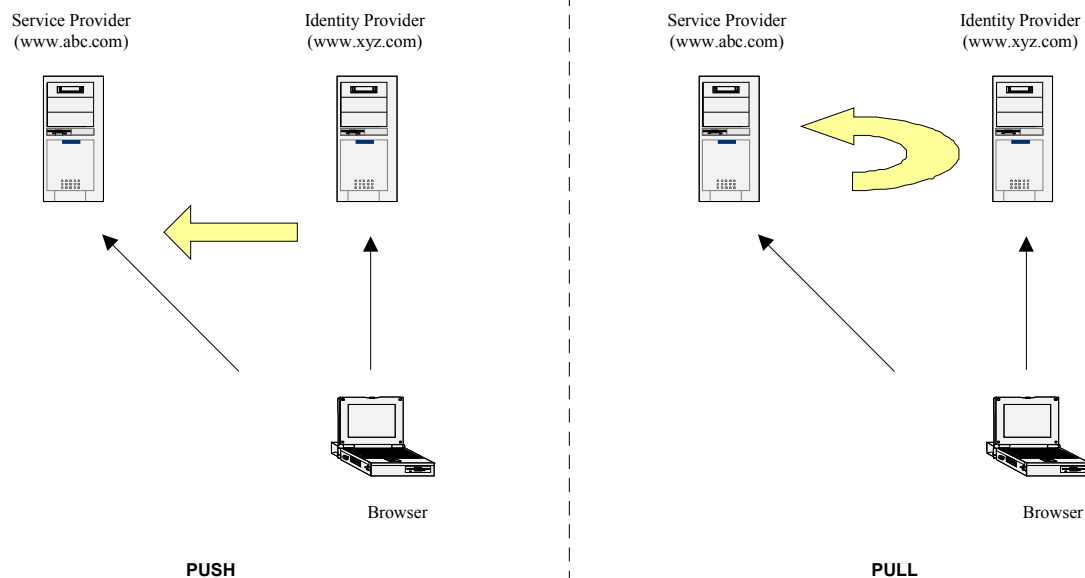 Service Provider
(www.abc.com)
Identity Provider
(www.xyz.com)
Browser
PUSH
Service Provider
(www.abc.com)
Identity Provider
(www.xyz.com)
Browser
PULL